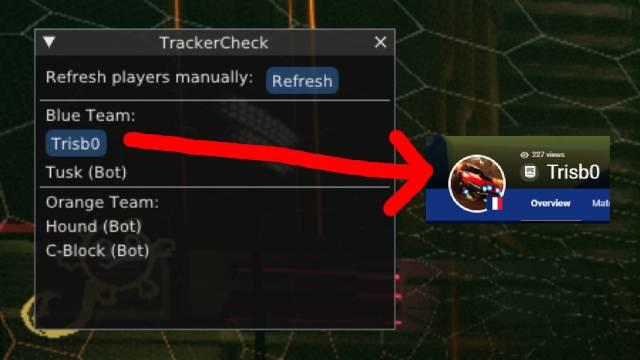 TrackerCheck
Refresh players manually: Refresh
Blue Team:
Trisb0
Tusk (Bot)
Orange Team:
Hound (Bot)
C-Block (Bot)
227 views
Trisb0
Overview Mat